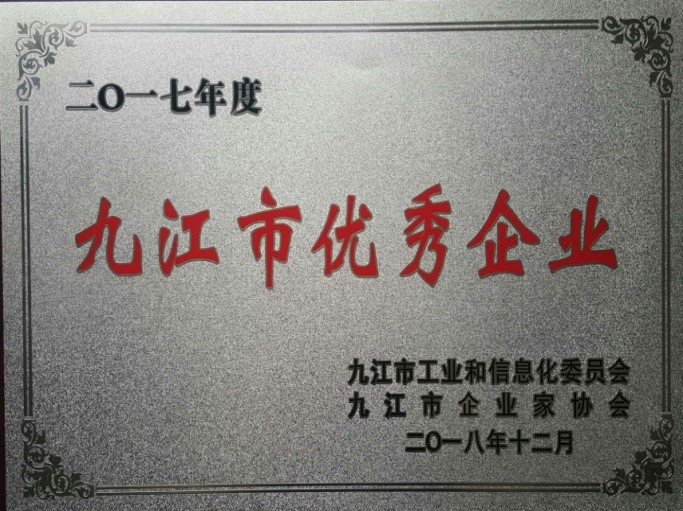 二〇一七年度
九江市优秀企业
九江市工业和信息化委员会
九江市企业家协会
二〇一八年十二月